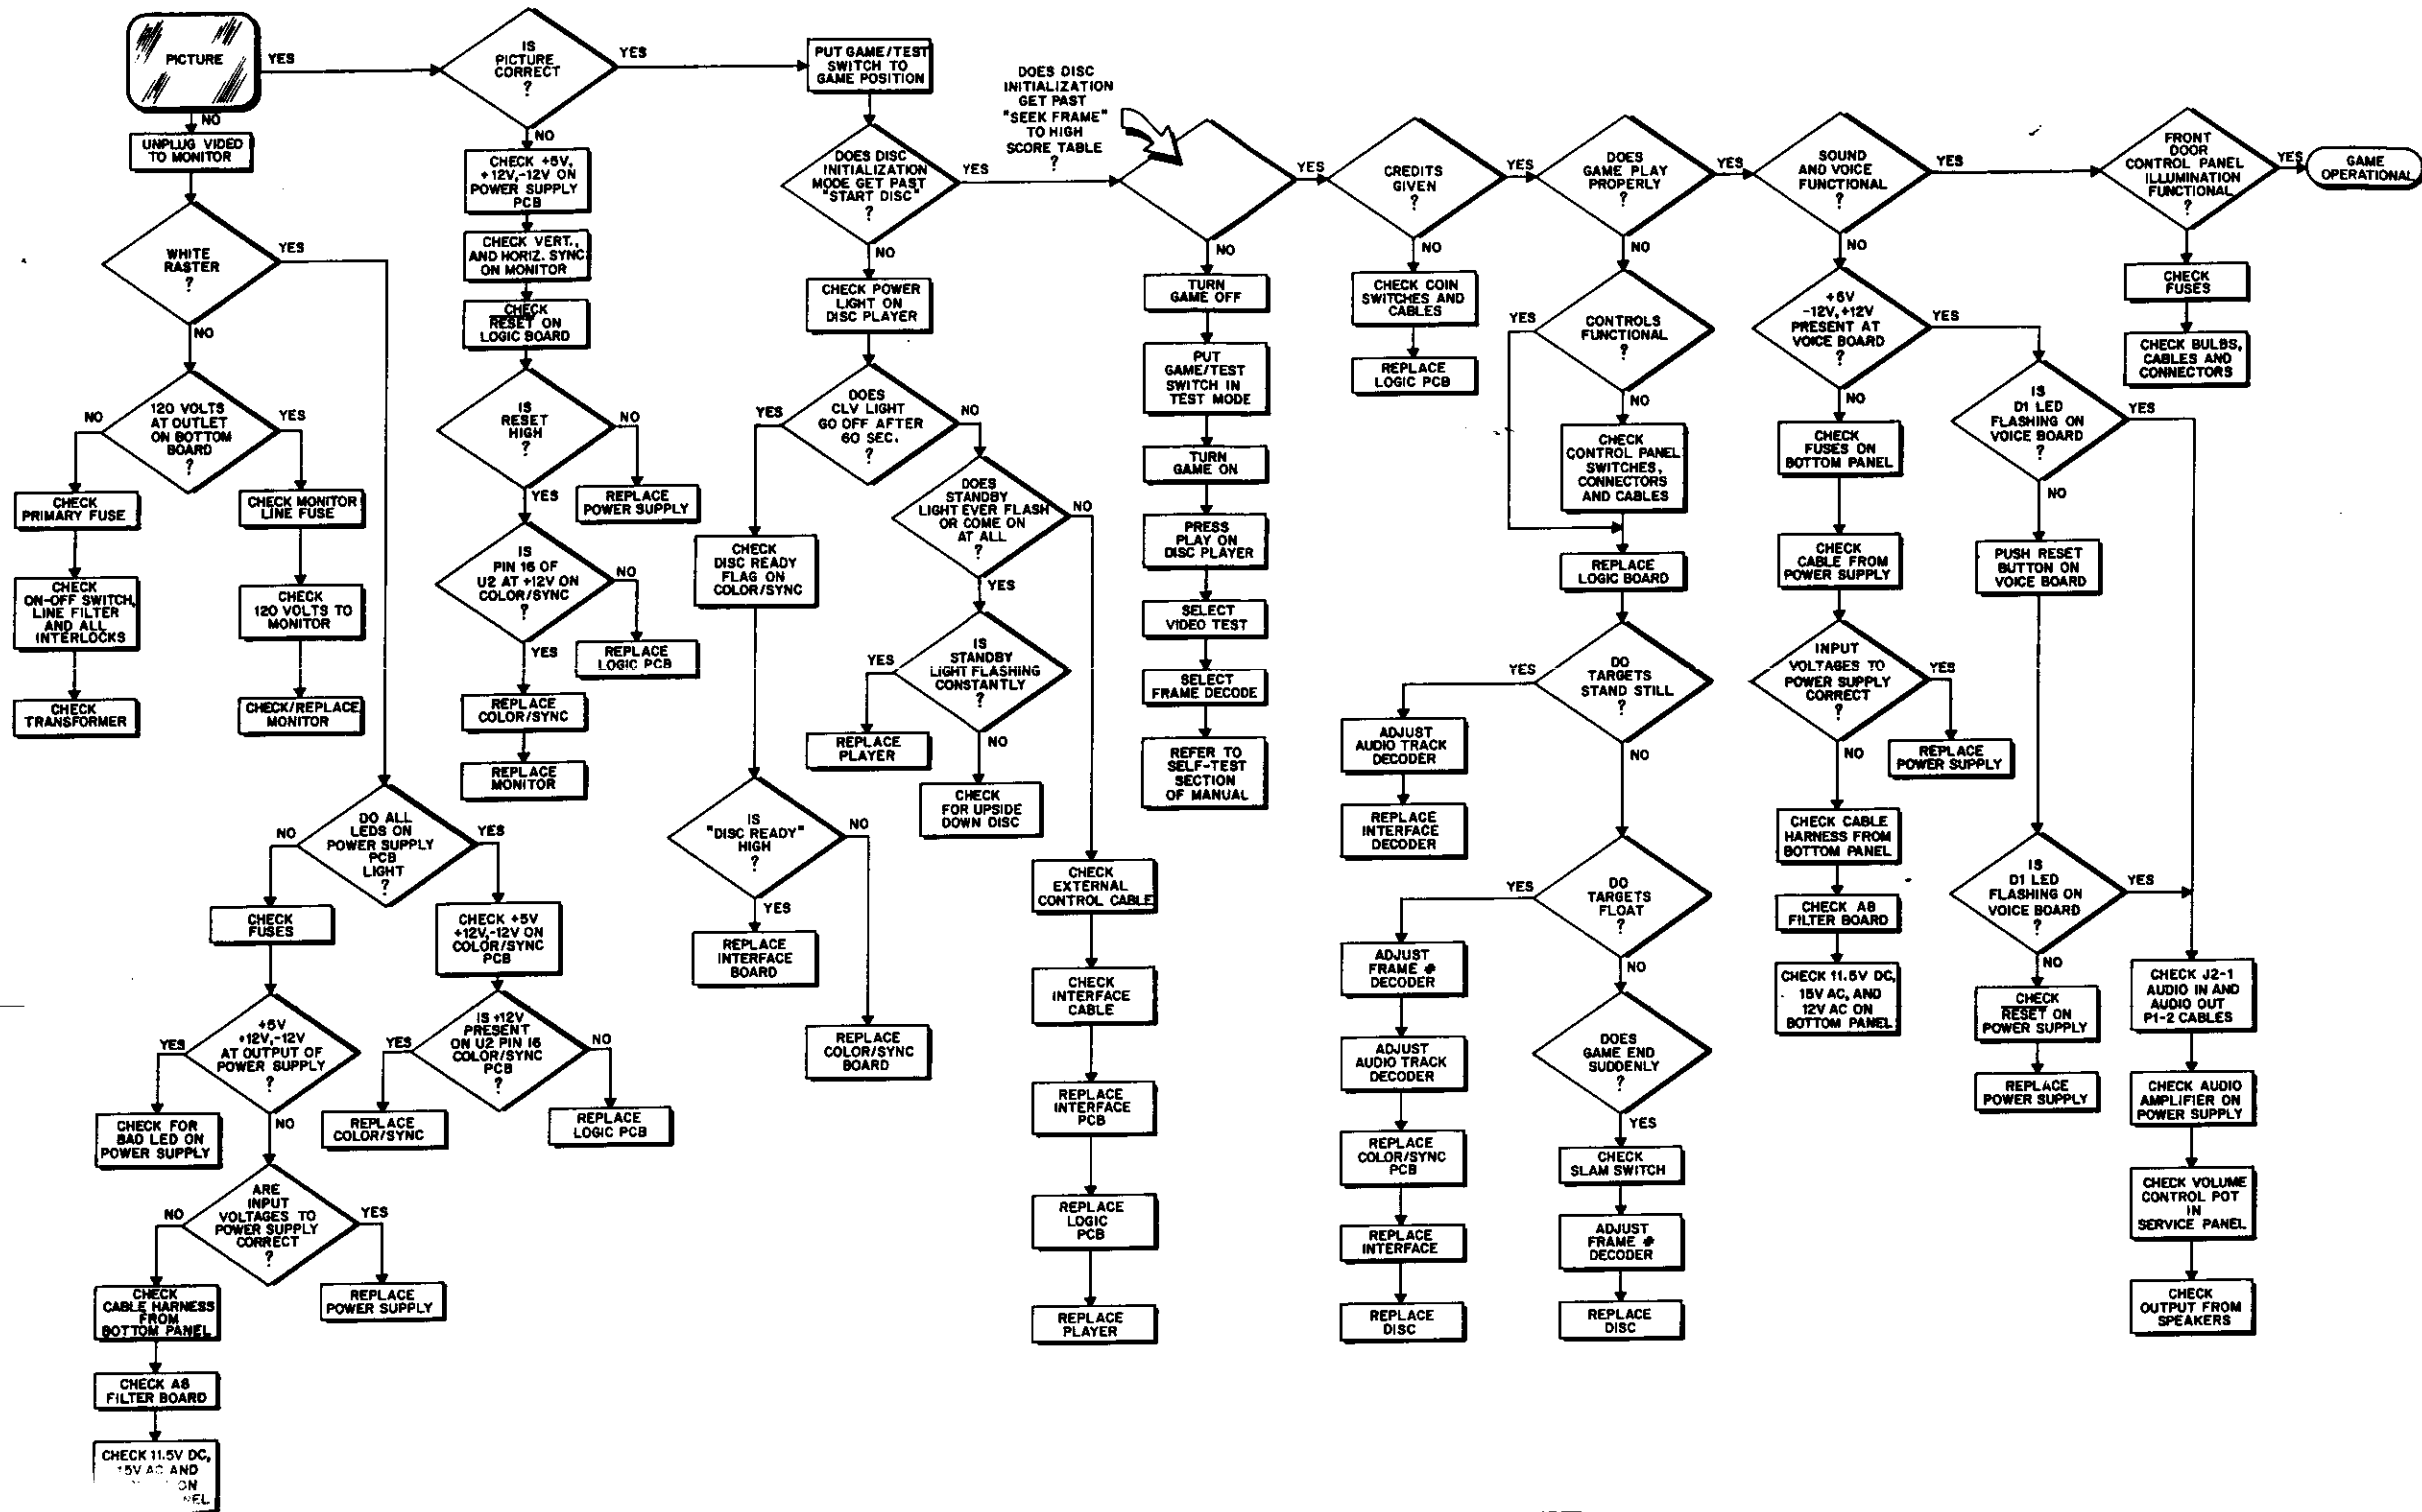 PICTURE
YES
NO
UNPLUG VIDEO
TO MONITOR
WHITE
RASTER
?
YES
NO
120 VOLTS
AT OUTLET
ON BOTTOM
BOARD
?
NO
YES
CHECK
PRIMARY FUSE
CHECK
ON-OFF SWITCH,
LINE FILTER
AND ALL
INTERLOCKS
CHECK
TRANSFORMER
CHECK MONITOR
LINE FUSE
CHECK
120 VOLTS TO
MONITOR
CHECK/REPLACE
MONITOR
DO ALL
LEDS ON
POWER SUPPLY
PCB
LIGHT
?
NO
YES
CHECK
FUSES
+5V
+12V,-12V
AT OUTPUT OF
POWER SUPPLY
?
YES
NO
CHECK FOR
BAD LED ON
POWER SUPPLY
ARE
INPUT
VOLTAGES TO
POWER SUPPLY
CORRECT
?
NO
YES
CHECK
CABLE HARNESS
FROM
BOTTOM PANEL
CHECK A8
FILTER BOARD
CHECK 11.5V DC,
15V AC AND
ON
REPLACE
POWER SUPPLY
CHECK +5V
+12V,-12V ON
COLOR/SYNC
PCB
IS +12V
PRESENT
ON U2 PIN 16
COLOR/SYNC
PCB
?
YES
NO
REPLACE
COLOR/SYNC
REPLACE
LOGIC PCB
IS
PICTURE
CORRECT
?
YES
NO
CHECK +5V,
+12V,-12V ON
POWER SUPPLY
PCB
CHECK VERT.,
AND HORIZ. SYNC
ON MONITOR
CHECK
RESET ON
LOGIC BOARD
IS
RESET
HIGH
?
NO
YES
REPLACE
POWER SUPPLY
IS
PIN 16 OF
U2 AT +12V ON
COLOR/SYNC
?
NO
YES
REPLACE
LOGIC PCB
REPLACE
COLOR/SYNC
REPLACE
MONITOR
PUT GAME/TEST
SWITCH TO
GAME POSITION
DOES DISC
INITIALIZATION
MODE GET PAST
"START DISC"
?
YES
NO
CHECK POWER
LIGHT ON
DISC PLAYER
DOES
CLV LIGHT
GO OFF AFTER
60 SEC.
?
YES
NO
CHECK
DISC READY
FLAG ON
COLOR/SYNC
IS
"DISC READY"
HIGH
?
NO
YES
REPLACE
INTERFACE
BOARD
REPLACE
COLOR/SYNC
BOARD
DOES
STANDBY
LIGHT EVER FLASH
OR COME ON
AT ALL
?
NO
YES
IS
STANDBY
LIGHT FLASHING
CONSTANTLY
?
YES
NO
REPLACE
PLAYER
CHECK
FOR UPSIDE
DOWN DISC
CHECK
EXTERNAL
CONTROL CABLE
CHECK
INTERFACE
CABLE
REPLACE
INTERFACE
PCB
REPLACE
LOGIC
PCB
REPLACE
PLAYER
DOES DISC
INITIALIZATION
GET PAST
"SEEK FRAME"
TO HIGH
SCORE TABLE
?
YES
NO
TURN
GAME OFF
PUT
GAME/TEST
SWITCH IN
TEST MODE
TURN
GAME ON
PRESS
PLAY ON
DISC PLAYER
SELECT
VIDEO TEST
SELECT
FRAME DECODE
REFER TO
SELF-TEST
SECTION
OF MANUAL
CREDITS
GIVEN
?
YES
NO
CHECK COIN
SWITCHES AND
CABLES
REPLACE
LOGIC PCB
DOES
GAME PLAY
PROPERLY
?
YES
NO
CONTROLS
FUNCTIONAL
?
YES
NO
CHECK
CONTROL PANEL
SWITCHES,
CONNECTORS
AND CABLES
REPLACE
LOGIC BOARD
DO
TARGETS
STAND STILL
?
YES
NO
ADJUST
AUDIO TRACK
DECODER
REPLACE
INTERFACE
DECODER
DO
TARGETS
FLOAT
?
YES
NO
ADJUST
FRAME #
DECODER
ADJUST
AUDIO TRACK
DECODER
REPLACE
COLOR/SYNC
PCB
REPLACE
INTERFACE
REPLACE
DISC
DOES
GAME END
SUDDENLY
?
YES
CHECK
SLAM SWITCH
ADJUST
FRAME #
DECODER
REPLACE
DISC
SOUND
AND VOICE
FUNCTIONAL
?
YES
NO
+5V
-12V,+12V
PRESENT AT
VOICE BOARD
?
YES
NO
CHECK
FUSES ON
BOTTOM PANEL
CHECK
CABLE FROM
POWER SUPPLY
INPUT
VOLTAGES TO
POWER SUPPLY
CORRECT
?
YES
NO
REPLACE
POWER SUPPLY
CHECK CABLE
HARNESS FROM
BOTTOM PANEL
CHECK A8
FILTER BOARD
CHECK 11.5V DC,
15V AC, AND
12V AC ON
BOTTOM PANEL
IS
D1 LED
FLASHING ON
VOICE BOARD
?
YES
NO
PUSH RESET
BUTTON ON
VOICE BOARD
IS
D1 LED
FLASHING ON
VOICE BOARD
?
YES
NO
CHECK
RESET ON
POWER SUPPLY
REPLACE
POWER SUPPLY
CHECK J2-1
AUDIO IN AND
AUDIO OUT
P1-2 CABLES
CHECK AUDIO
AMPLIFIER ON
POWER SUPPLY
CHECK VOLUME
CONTROL POT
IN
SERVICE PANEL
CHECK
OUTPUT FROM
SPEAKERS
FRONT
DOOR
CONTROL PANEL
ILLUMINATION
FUNCTIONAL
?
YES
NO
CHECK
FUSES
CHECK BULBS,
CABLES AND
CONNECTORS
GAME
OPERATIONAL